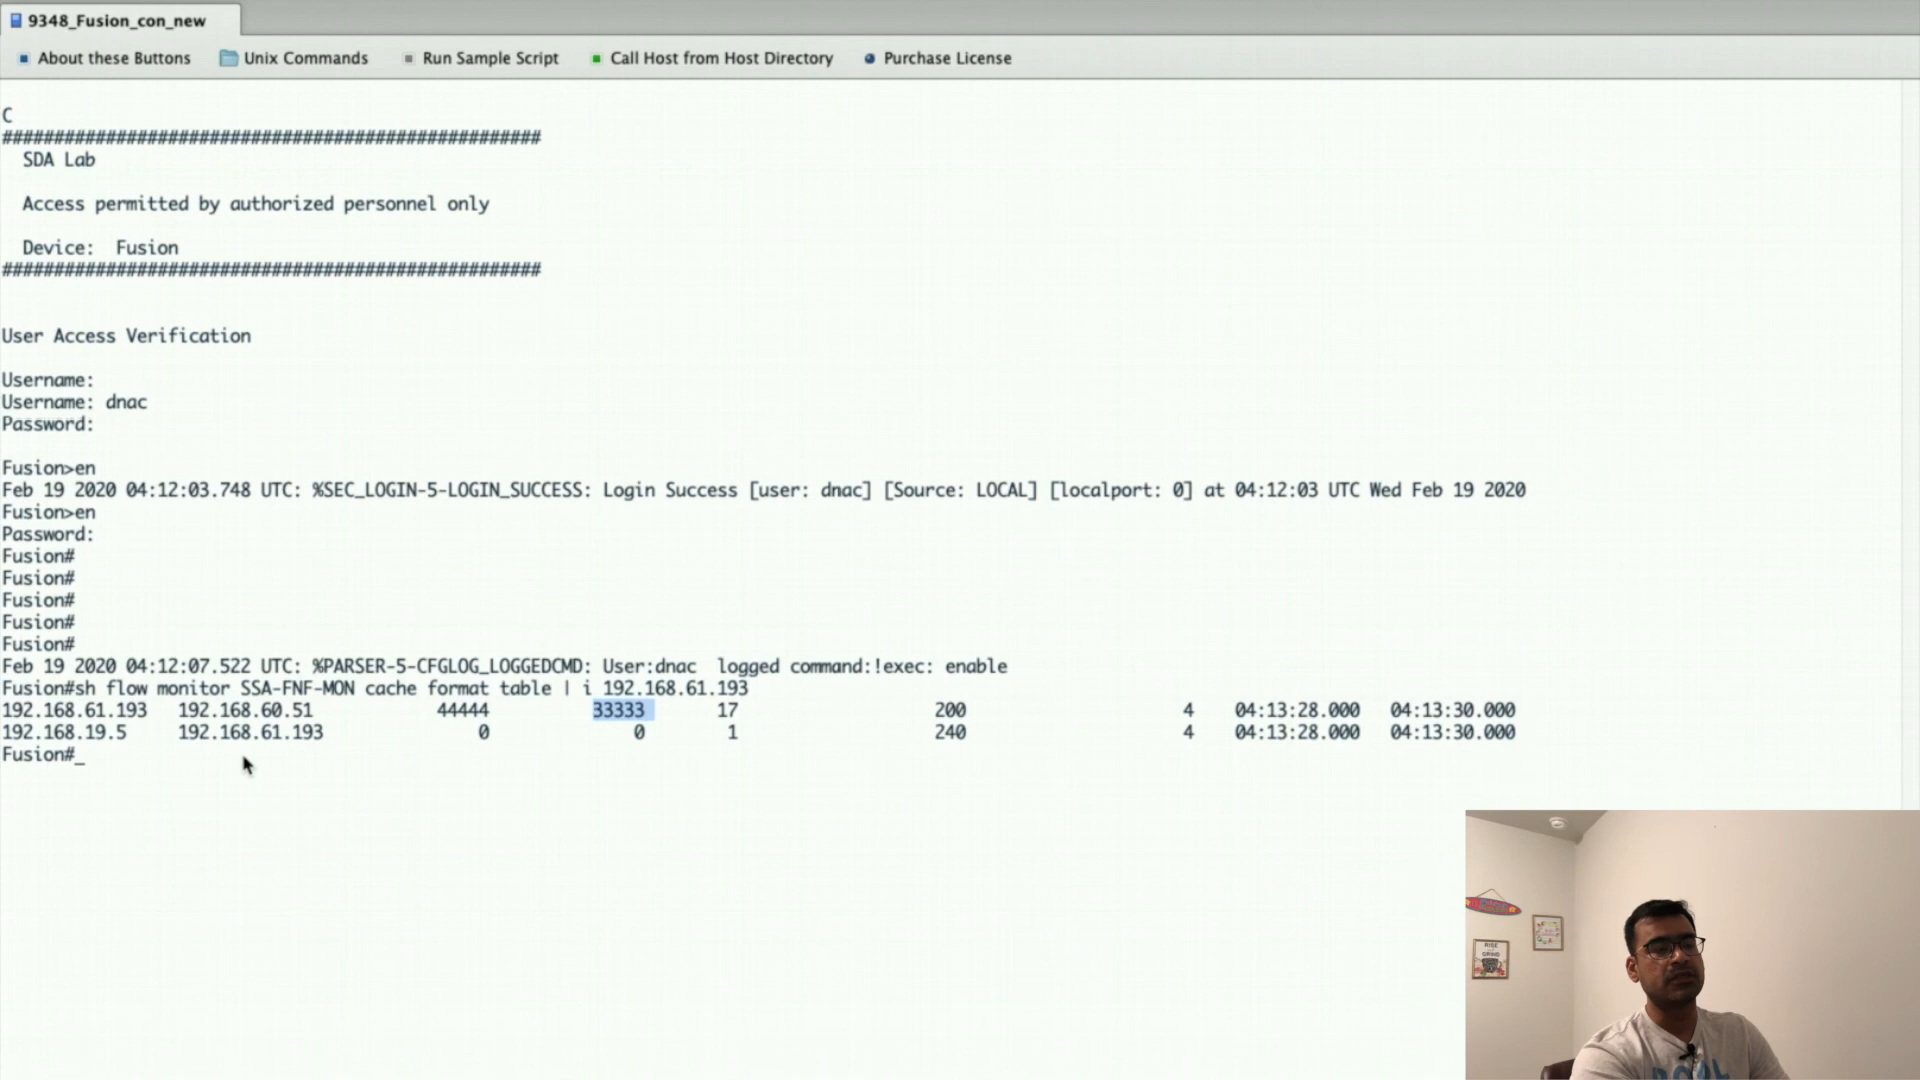 9348_Fusion_con_new
About these Buttons Unix Commands Run Sample Script Call Host from Host Directory Purchase License
C
####################################################
SDA Lab
Access permitted by authorized personnel only
Device: Fusion
####################################################
User Access Verification
Username:
Username: dnac
Password:
Fusion>en
Feb 19 2020 04:12:03.748 UTC: %SEC_LOGIN-5-LOGIN_SUCCESS: Login Success [user: dnac] [Source: LOCAL] [localport: 0] at 04:12:03 UTC Wed Feb 19 2020
Fusion>en
Password:
Fusion#
Fusion#
Fusion#
Fusion#
Fusion#
Feb 19 2020 04:12:07.522 UTC: %PARSER-5-CFGLOG_LOGGEDCMD: User:dnac logged command:!exec: enable
Fusion#sh flow monitor SSA-FNF-MON cache format table | i 192.168.61.193
192.168.61.193 192.168.60.51 44444 33333 17 200 4 04:13:28.000 04:13:30.000
192.168.19.5 192.168.61.193 0 0 1 240 4 04:13:28.000 04:13:30.000
Fusion#_
RISE
GRIND